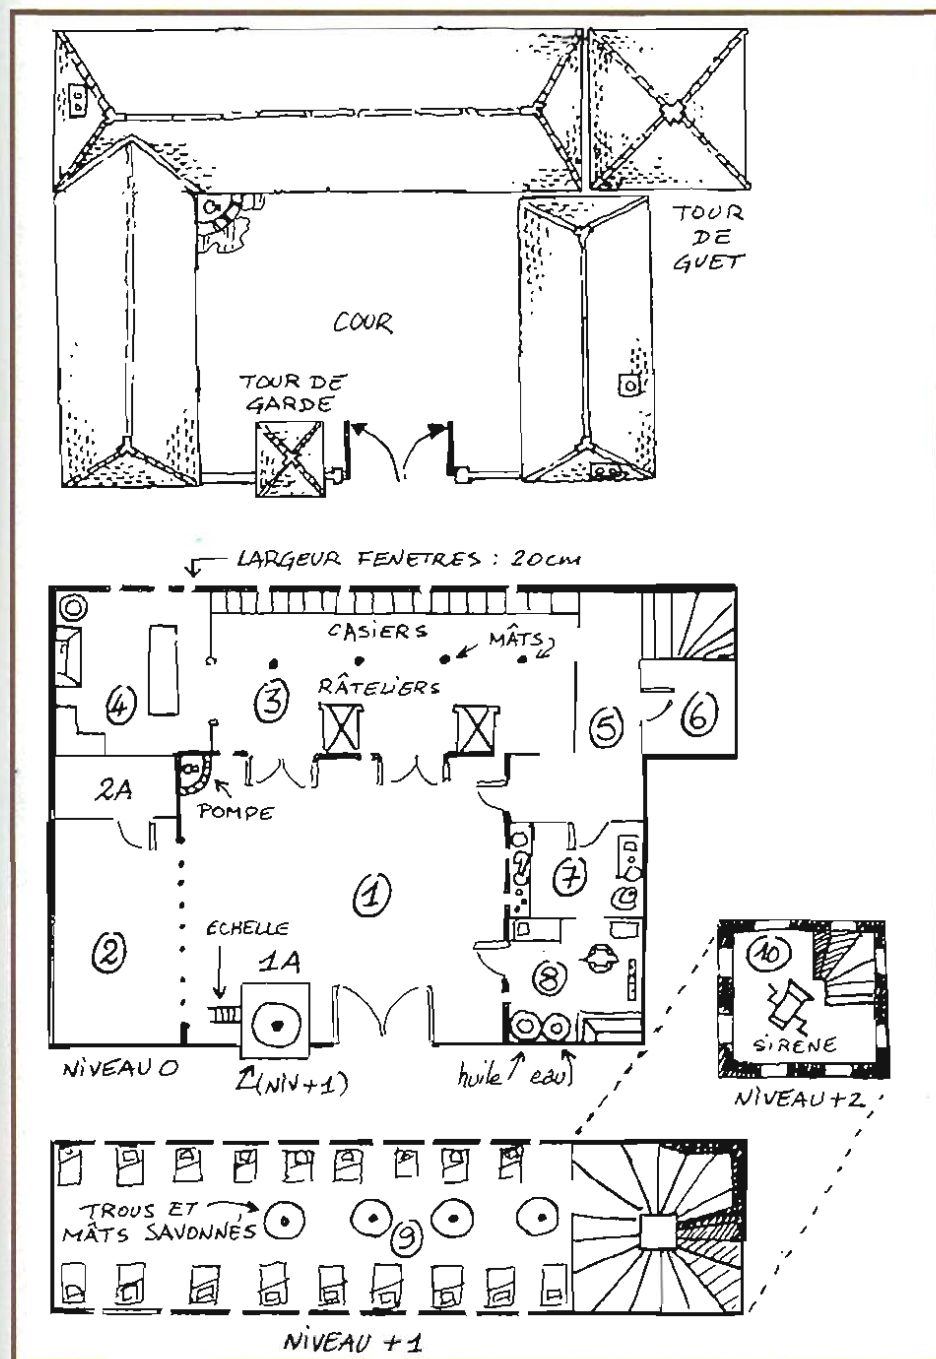 TOUR
DE
GUET
COUR
TOUR DE
GARDE
LARGEUR FENETRES : 20cm
CASIERS
MÂTS
RÂTELIERS
4
3
5
6
2A
POMPE
1
7
2
ECHELLE
1A
8
10
SIRENE
NIVEAU 0
(NIV+1)
huile
eau
NIVEAU +2
TROUS ET
MÂTS SAVONNÉS
9
NIVEAU +1